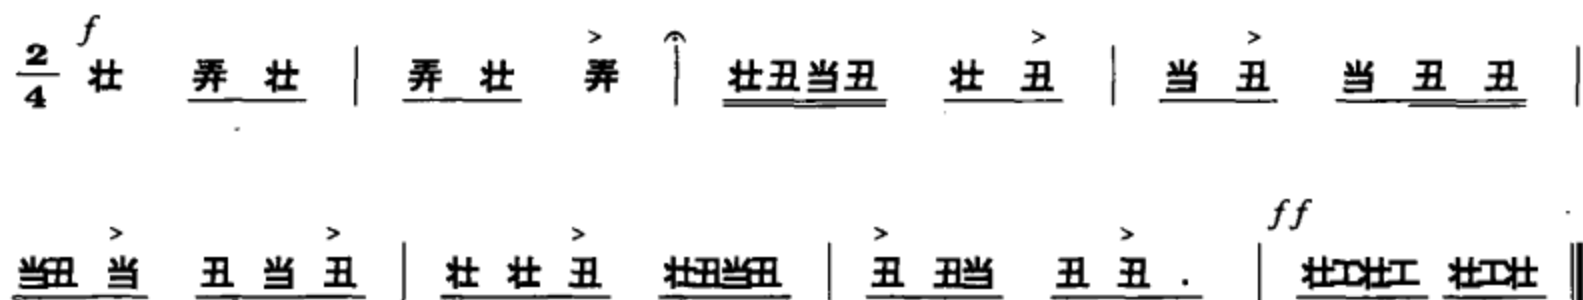 f
2/4 壮 弄 壮 | 弄 壮 弄 | 壮丑当丑 壮 丑 | 当 丑 当 丑 丑 |
ff
当丑 当 丑 当 丑 | 壮 壮 丑 壮丑当丑 | 丑 丑当 丑 丑 . | 壮工壮工 壮工壮